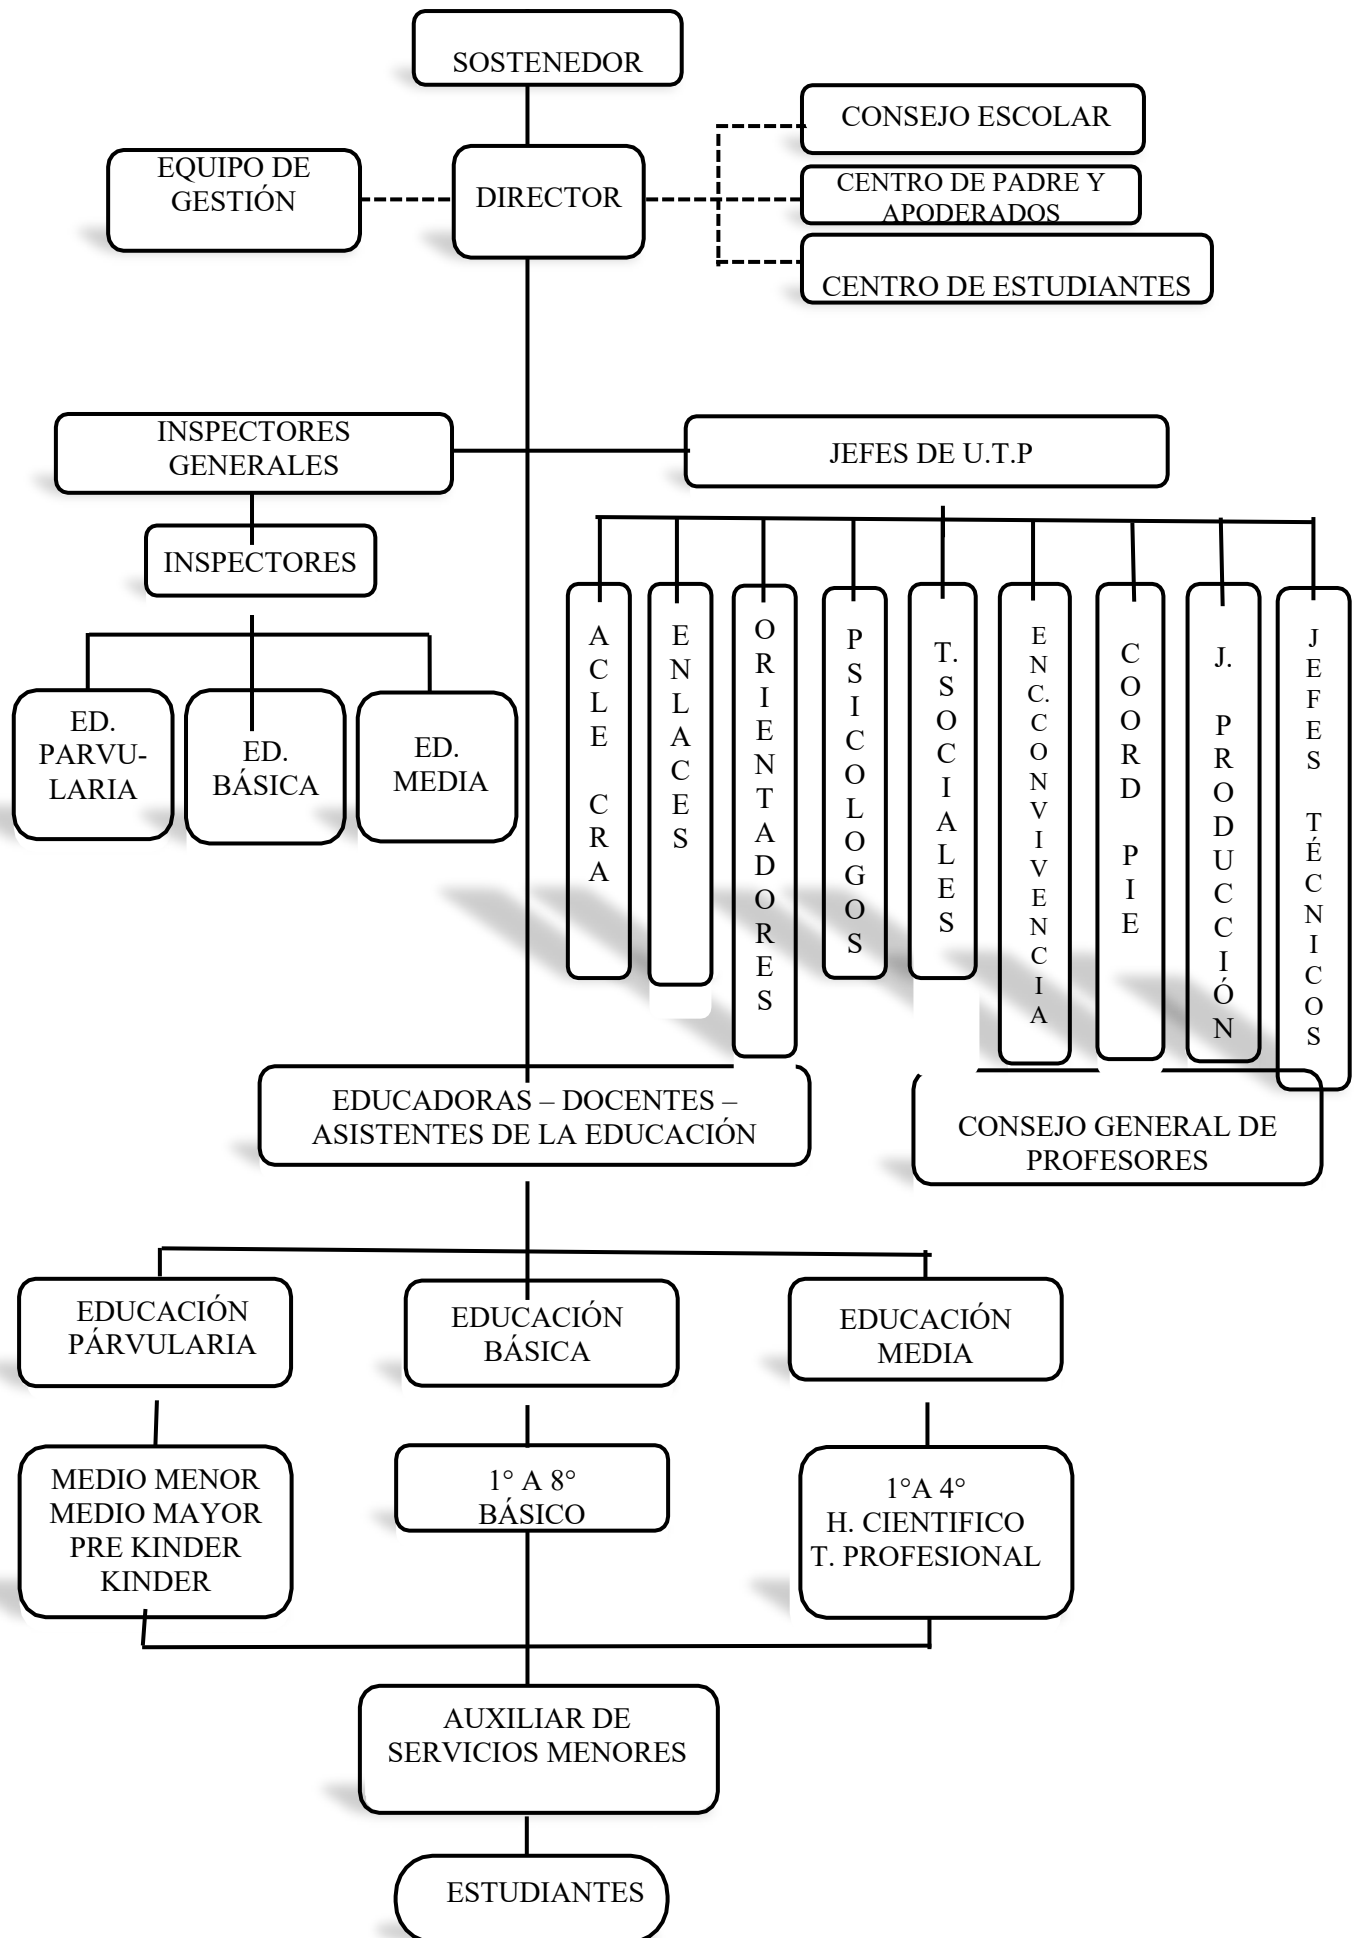 SOSTENEDOR
CONSEJO ESCOLAR
EQUIPO DE
GESTIÓN
DIRECTOR
CENTRO DE PADRE Y
APODERADOS
CENTRO DE ESTUDIANTES
INSPECTORES
GENERALES
JEFES DE U.T.P
INSPECTORES
ED.
PARVU-
LARIA
ED.
BÁSICA
ED.
MEDIA
ACLE CRA
ENLACES
ORIENTADORES
PSICOLOGOS
T.SOCIALES
ENC.CONVIVENCIA
COORD PIE
J. PRODUCCIÓN
JEFES TÉCNICOS
EDUCADORAS – DOCENTES –
ASISTENTES DE LA EDUCACIÓN
CONSEJO GENERAL DE
PROFESORES
EDUCACIÓN
PÁRVULARIA
EDUCACIÓN
BÁSICA
EDUCACIÓN
MEDIA
MEDIO MENOR
MEDIO MAYOR
PRE KINDER
KINDER
1° A 8°
BÁSICO
1°A 4°
H. CIENTIFICO
T. PROFESIONAL
AUXILIAR DE
SERVICIOS MENORES
ESTUDIANTES